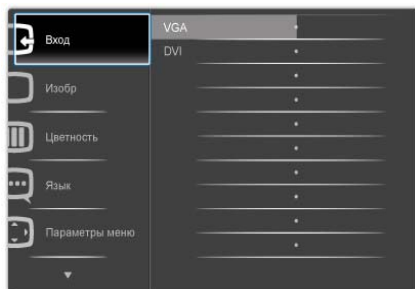 Вход
VGA
DVI
Изобр
Цветность
Язык
Параметры меню